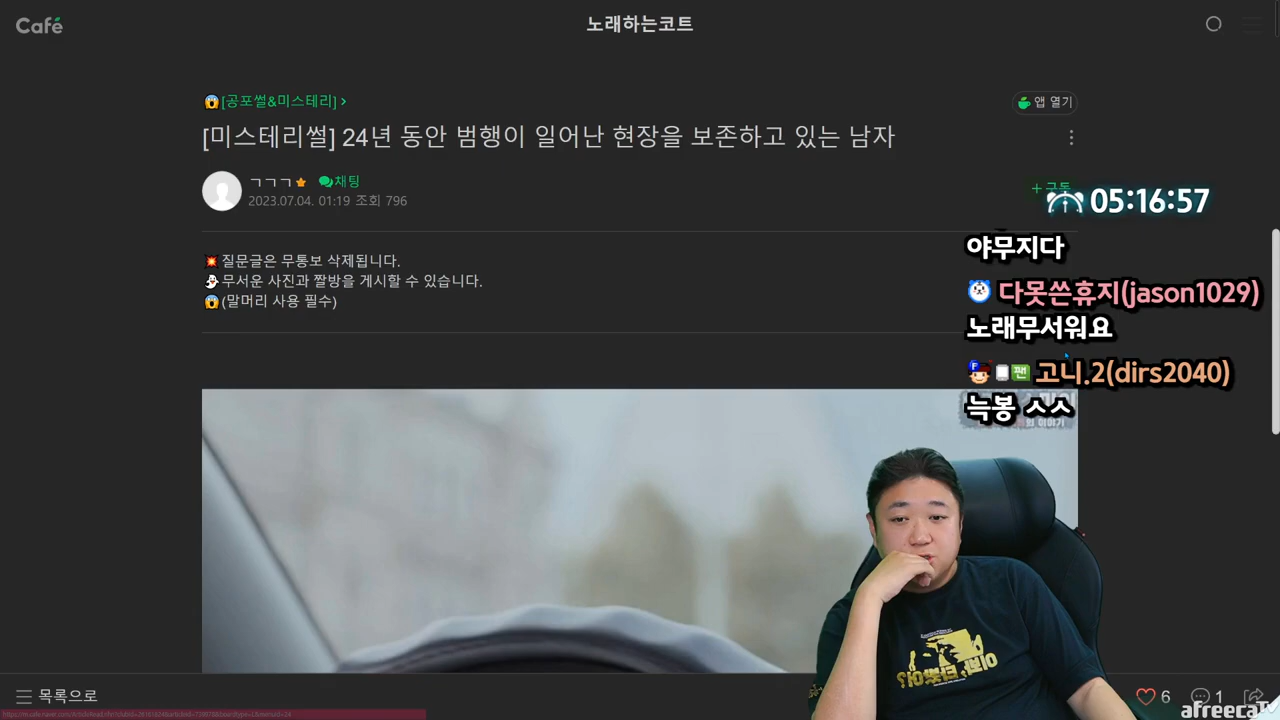 Café
노래하는코트
😱[공포썰&미스테리] >
앱 열기
[미스테리썰] 24년 동안 범행이 일어난 현장을 보존하고 있는 남자
ㄱㄱㄱ 채팅
2023.07.04. 01:19 조회 796
+ 구독
05:16:57
💥질문글은 무통보 삭제됩니다.
👻무서운 사진과 짤방을 게시할 수 있습니다.
😱(말머리 사용 필수)
야무지다
다못쓴휴지(jason1029)
노래무서워요
F 팬 고니.2(dirs2040)
늑봉 ㅅㅅ
의 이야기
목록으로
6
1
afreecaTV